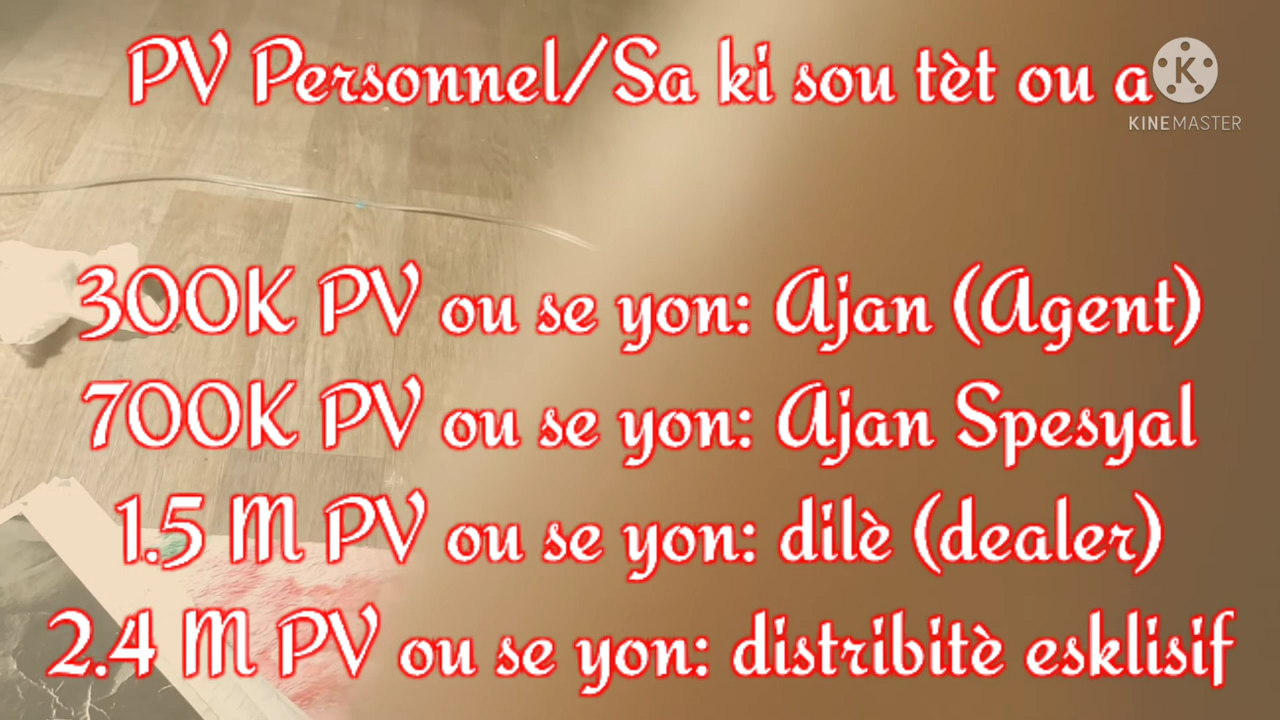 PV Personnel/Sa ki sou tèt ou a
K
KINEMASTER
300K PV ou se yon: Ajan (Agent)
700K PV ou se yon: Ajan Spesyal
1.5 M PV ou se yon: dilè (dealer)
2.4 M PV ou se yon: distribitè esklisif